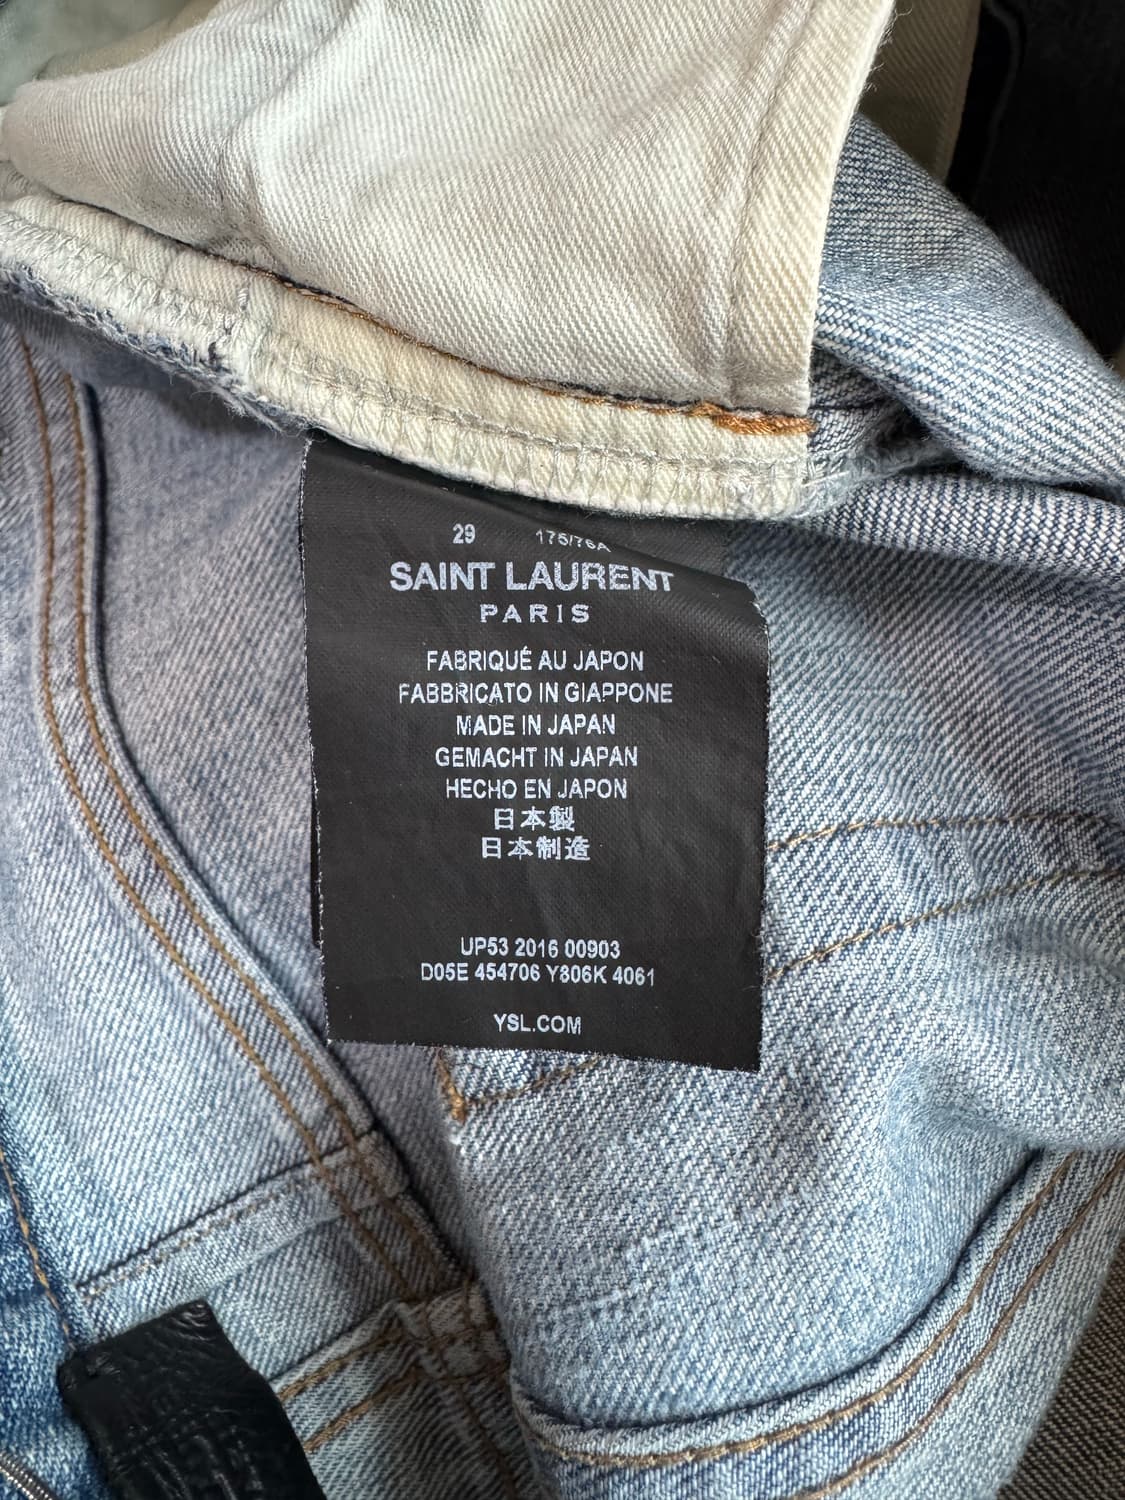 29 175/76A
SAINT LAURENT
PARIS
FABRIQUÉ AU JAPON
FABBRICATO IN GIAPPONE
MADE IN JAPAN
GEMACHT IN JAPAN
HECHO EN JAPON
日本製
日本制造
UP53 2016 00903
D05E 454706 Y806K 4061
YSL.COM